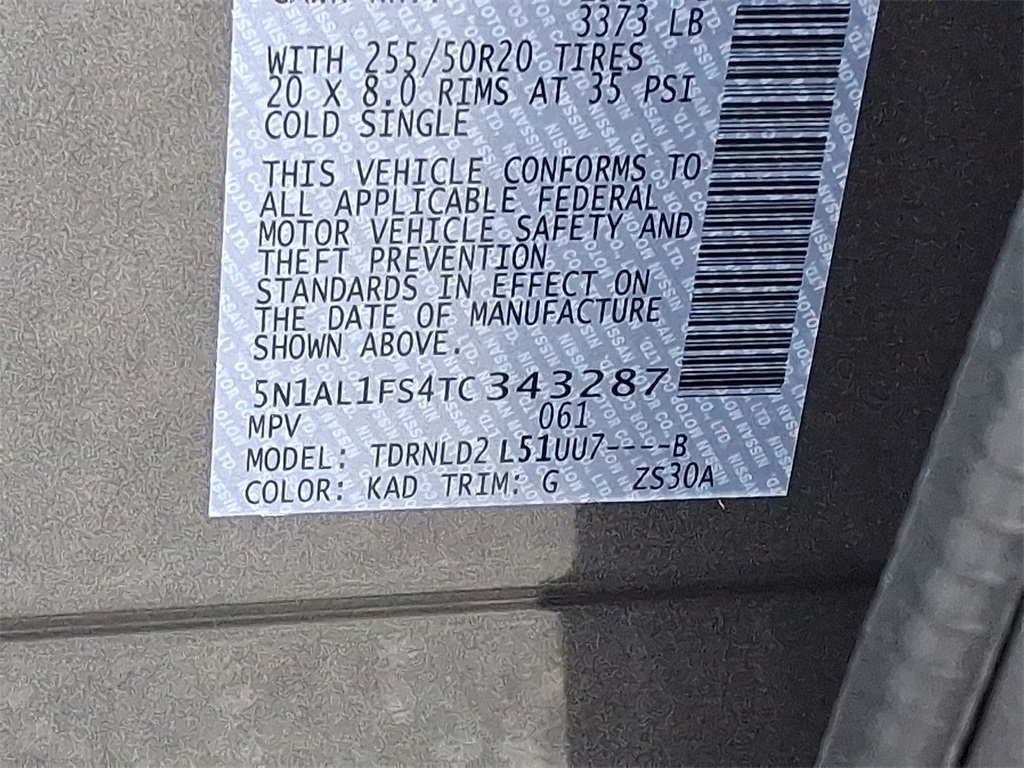 3373 LB
WITH 255/50R20 TIRES
20 X 8.0 RIMS AT 35 PSI
COLD SINGLE
THIS VEHICLE CONFORMS TO
ALL APPLICABLE FEDERAL
MOTOR VEHICLE SAFETY AND
THEFT PREVENTION
STANDARDS IN EFFECT ON
THE DATE OF MANUFACTURE
SHOWN ABOVE.
5N1AL1FS4TC343287
MPV 061
MODEL: TDRNLD2 L51UU7----B
COLOR: KAD TRIM: G ZS30A